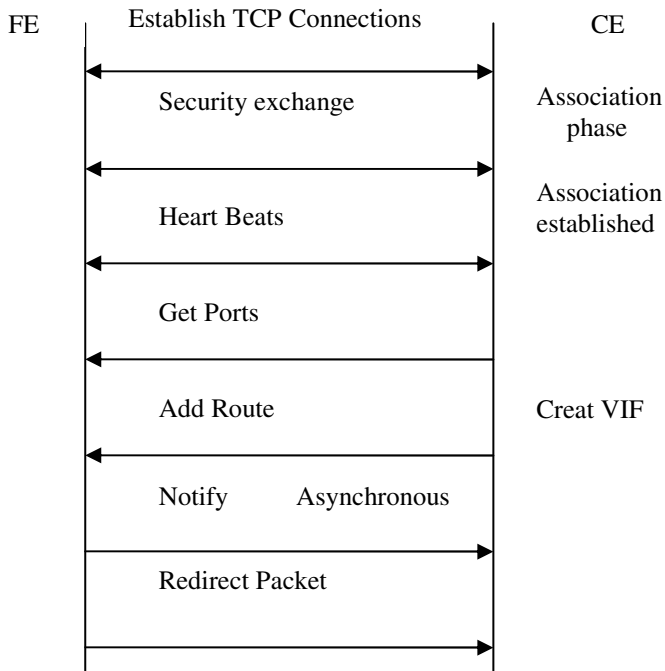 FE
Establish TCP Connections
CE
Security exchange
Association
phase
Association
established
Heart Beats
Get Ports
Add Route
Creat VIF
Notify Asynchronous
Redirect Packet